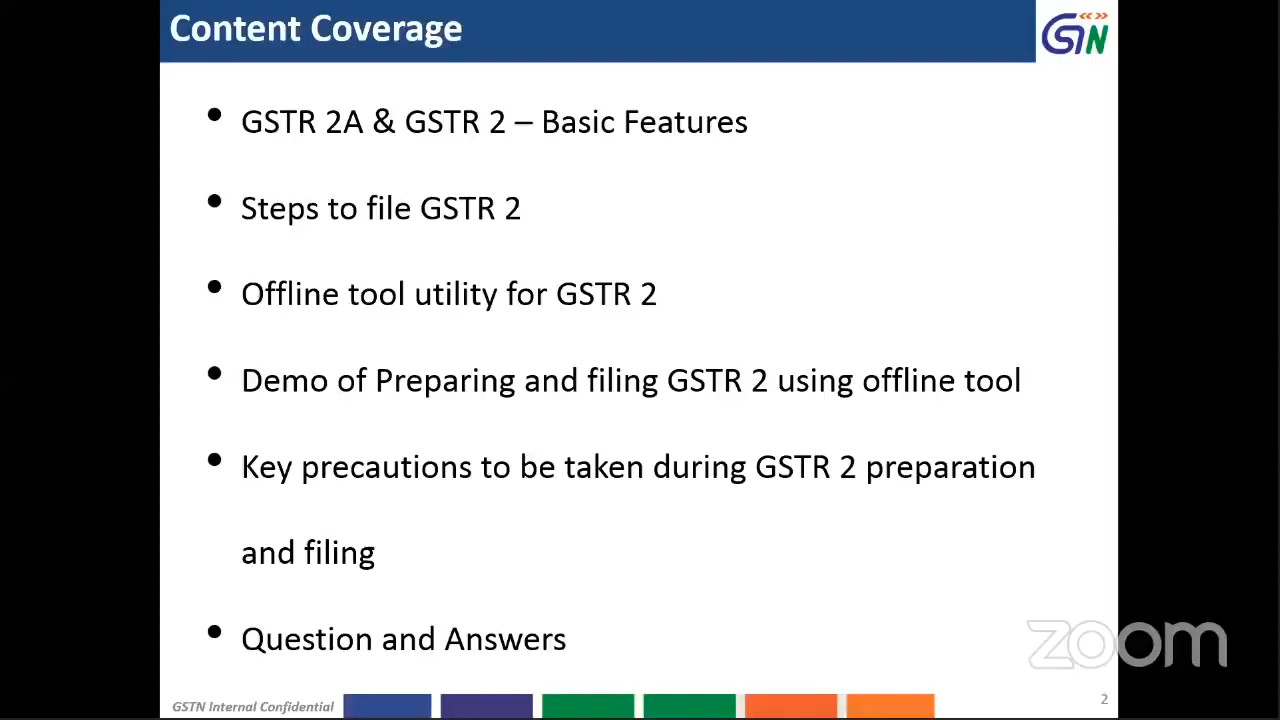 Content Coverage
GSTN
• GSTR 2A & GSTR 2 – Basic Features
• Steps to file GSTR 2
• Offline tool utility for GSTR 2
• Demo of Preparing and filing GSTR 2 using offline tool
• Key precautions to be taken during GSTR 2 preparation
and filing
• Question and Answers
zoom
GSTN Internal Confidential
2